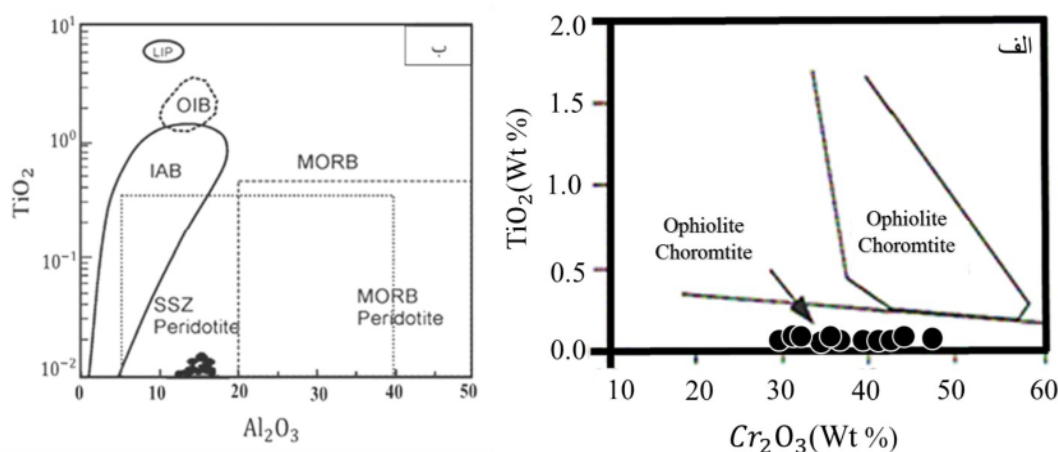 10¹
10⁰
10⁻¹
10⁻²
TiO₂
LIP
OIB
IAB
MORB
SSZ
Peridotite
MORB
Peridotite
ب
0 10 20 30 40 50
Al₂O₃
2.0
1.5
1.0
0.5
0.0
TiO₂(Wt %)
الف
Ophiolite
Choromtite
Ophiolite
Choromtite
10 20 30 40 50 60
Cr₂O₃(Wt %)